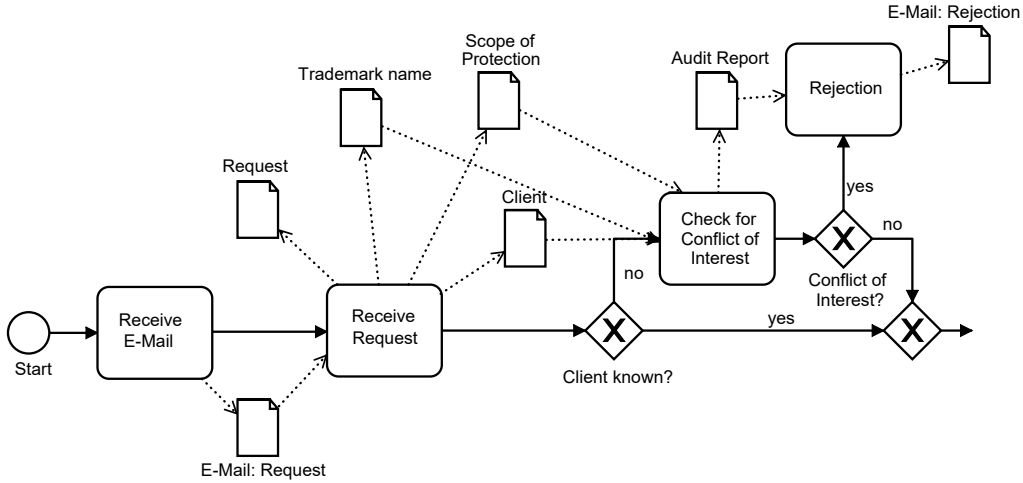 E-Mail: Rejection
Scope of
Protection
Audit Report
Trademark name
Rejection
Request
Client
yes
Check for
Conflict of
Interest
X
no
no
Conflict of
Interest?
Receive
E-Mail
Receive
Request
X
yes
X
Start
Client known?
E-Mail: Request